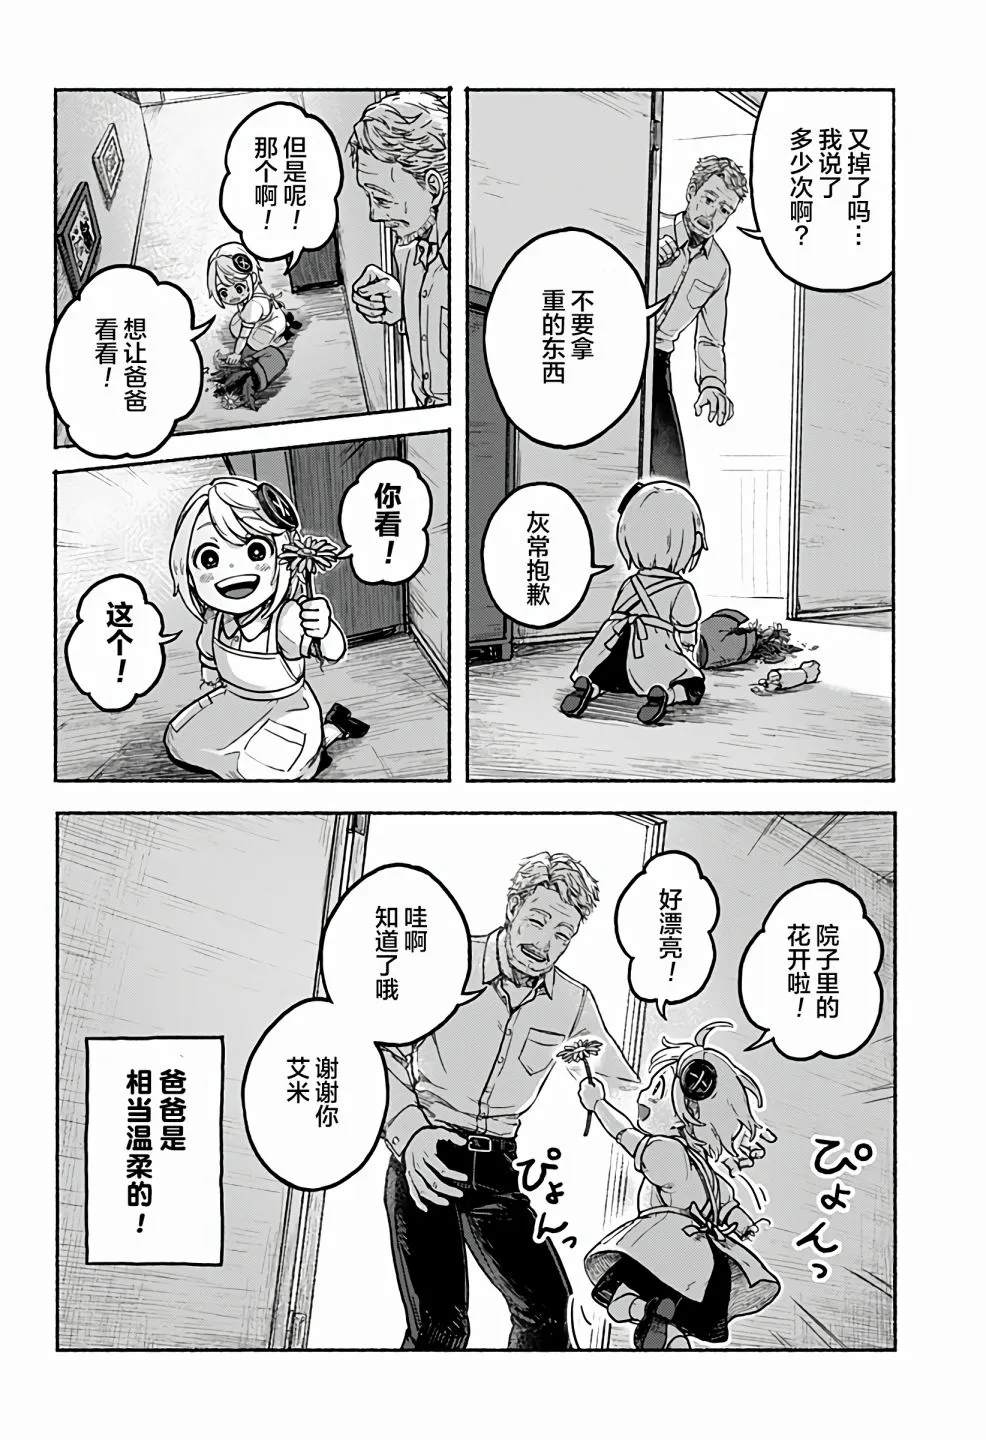 又掉了吗…
我说了
多少次啊？
不要拿
重的东西
灰常抱歉
但是呢！
那个啊！
想让爸爸
看看！
你看！
这个！
院子里的
花开啦！
好漂亮！
ぴょんっ
ぴょんっ
哇啊
知道了哦
谢谢你
艾米
爸爸是
相当温柔的！